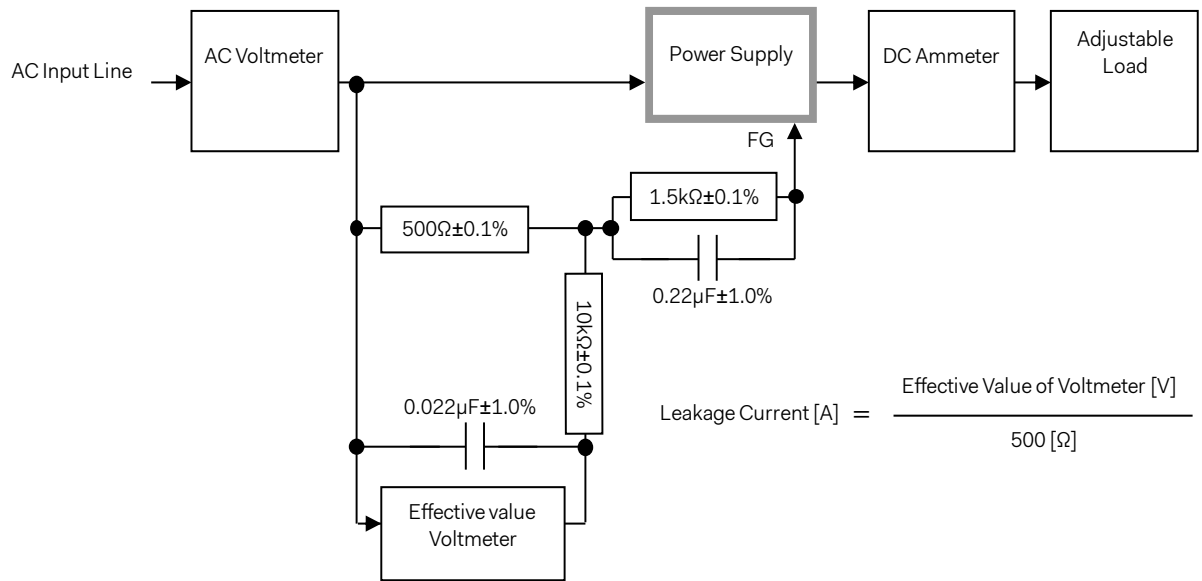 AC Input Line
AC Voltmeter
Power Supply
DC Ammeter
Adjustable
Load
FG
1.5kΩ±0.1%
500Ω±0.1%
0.22µF±1.0%
10kΩ±0.1%
0.022µF±1.0%
Effective value
Voltmeter
Leakage Current [A] =
Effective Value of Voltmeter [V]
500 [Ω]